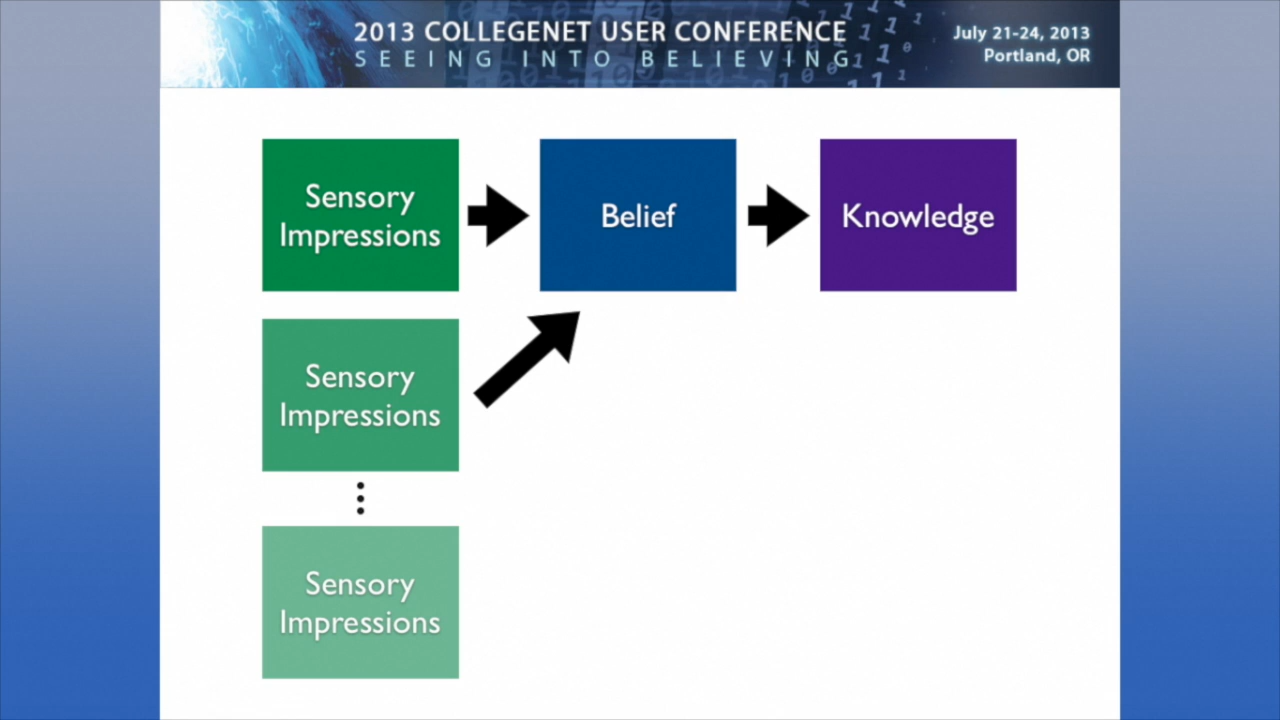 2013 COLLEGENET USER CONFERENCE
SEEING INTO BELIEVING
July 21-24, 2013
Portland, OR
Sensory
Impressions
Belief
Knowledge
Sensory
Impressions
Sensory
Impressions